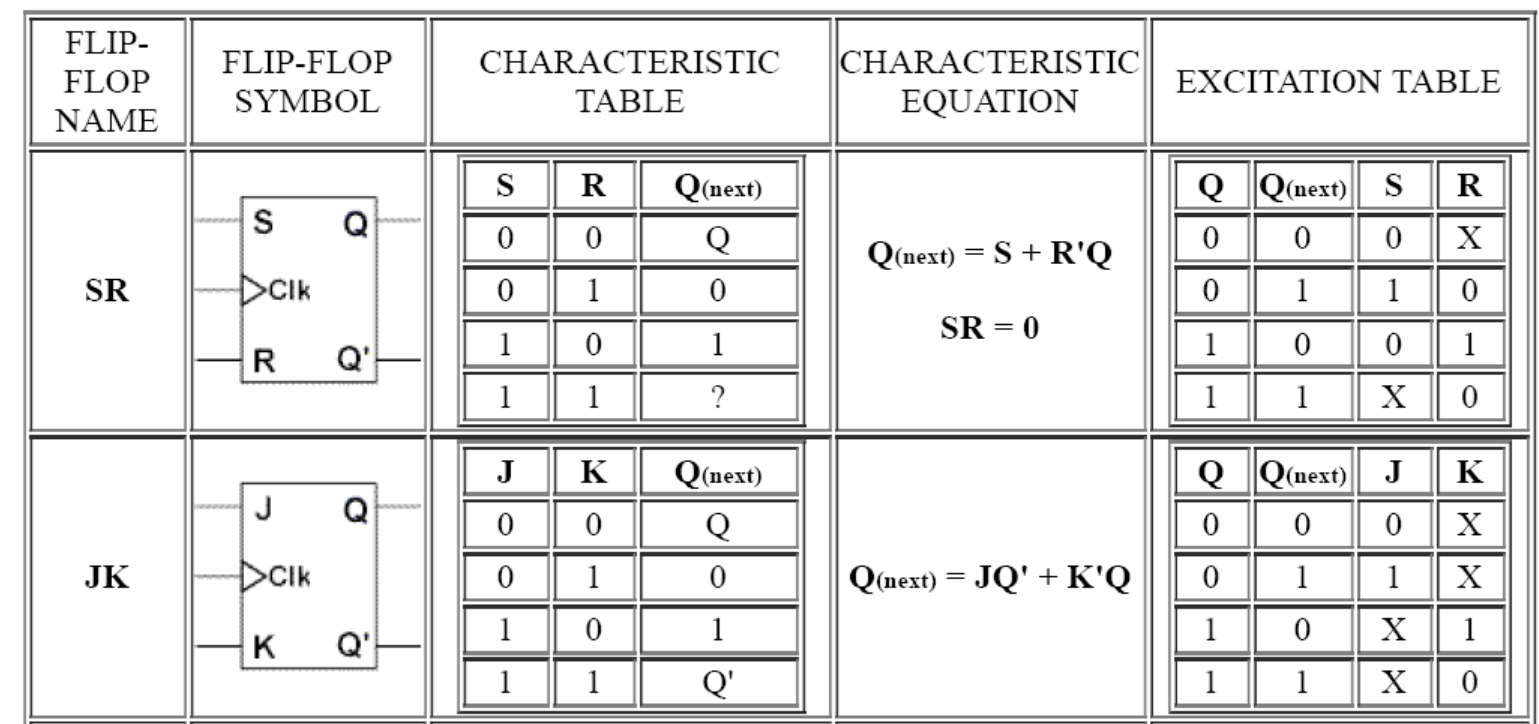 FLIP-
FLOP
NAME
FLIP-FLOP
SYMBOL
CHARACTERISTIC
TABLE
CHARACTERISTIC
EQUATION
EXCITATION TABLE
SR
S Q
Clk
R Q'
S R Q(next)
0 0 Q
0 1 0
1 0 1
1 1 ?
Q(next) = S + R'Q
SR = 0
Q Q(next) S R
0 0 0 X
0 1 1 0
1 0 0 1
1 1 X 0
JK
J Q
Clk
K Q'
J K Q(next)
0 0 Q
0 1 0
1 0 1
1 1 Q'
Q(next) = JQ' + K'Q
Q Q(next) J K
0 0 0 X
0 1 1 X
1 0 X 1
1 1 X 0